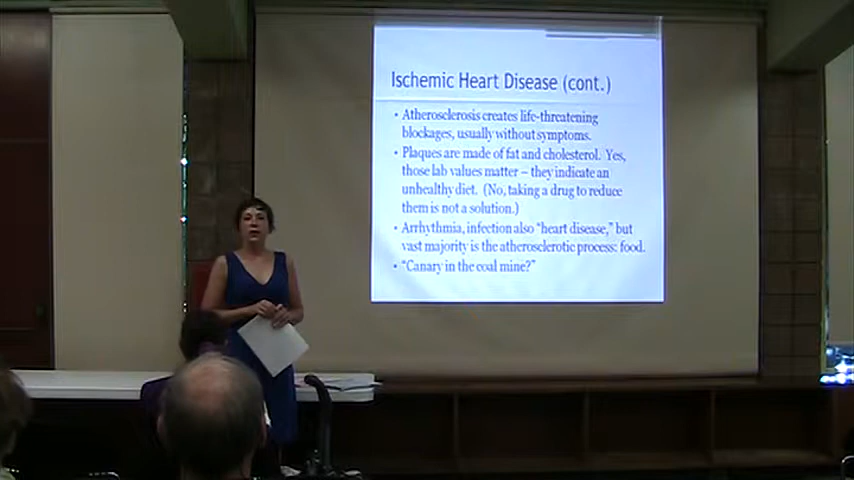 Ischemic Heart Disease (cont.)
• Atherosclerosis creates life-threatening
blockages, usually without symptoms.
• Plaques are made of fat and cholesterol. Yes,
those lab values matter – they indicate an
unhealthy diet. (No, taking a drug to reduce
them is not a solution.)
• Arrhythmia, infection also "heart disease," but
vast majority is the atherosclerotic process: food.
• "Canary in the coal mine?"